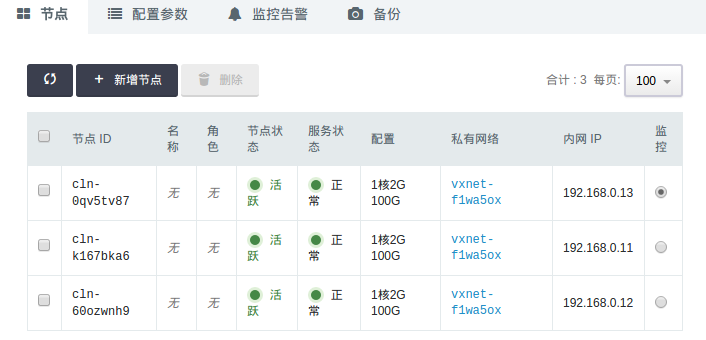 节点 配置参数 监控告警 备份
+ 新增节点 删除 合计 : 3 每页: 100
节点 ID 名称 角色 节点状态 服务状态 配置 私有网络 内网 IP 监控
cln-0qv5tv87 无 无 活跃 正常 1核2G 100G vxnet-f1wa5ox 192.168.0.13
cln-k167bka6 无 无 活跃 正常 1核2G 100G vxnet-f1wa5ox 192.168.0.11
cln-60ozwnh9 无 无 活跃 正常 1核2G 100G vxnet-f1wa5ox 192.168.0.12